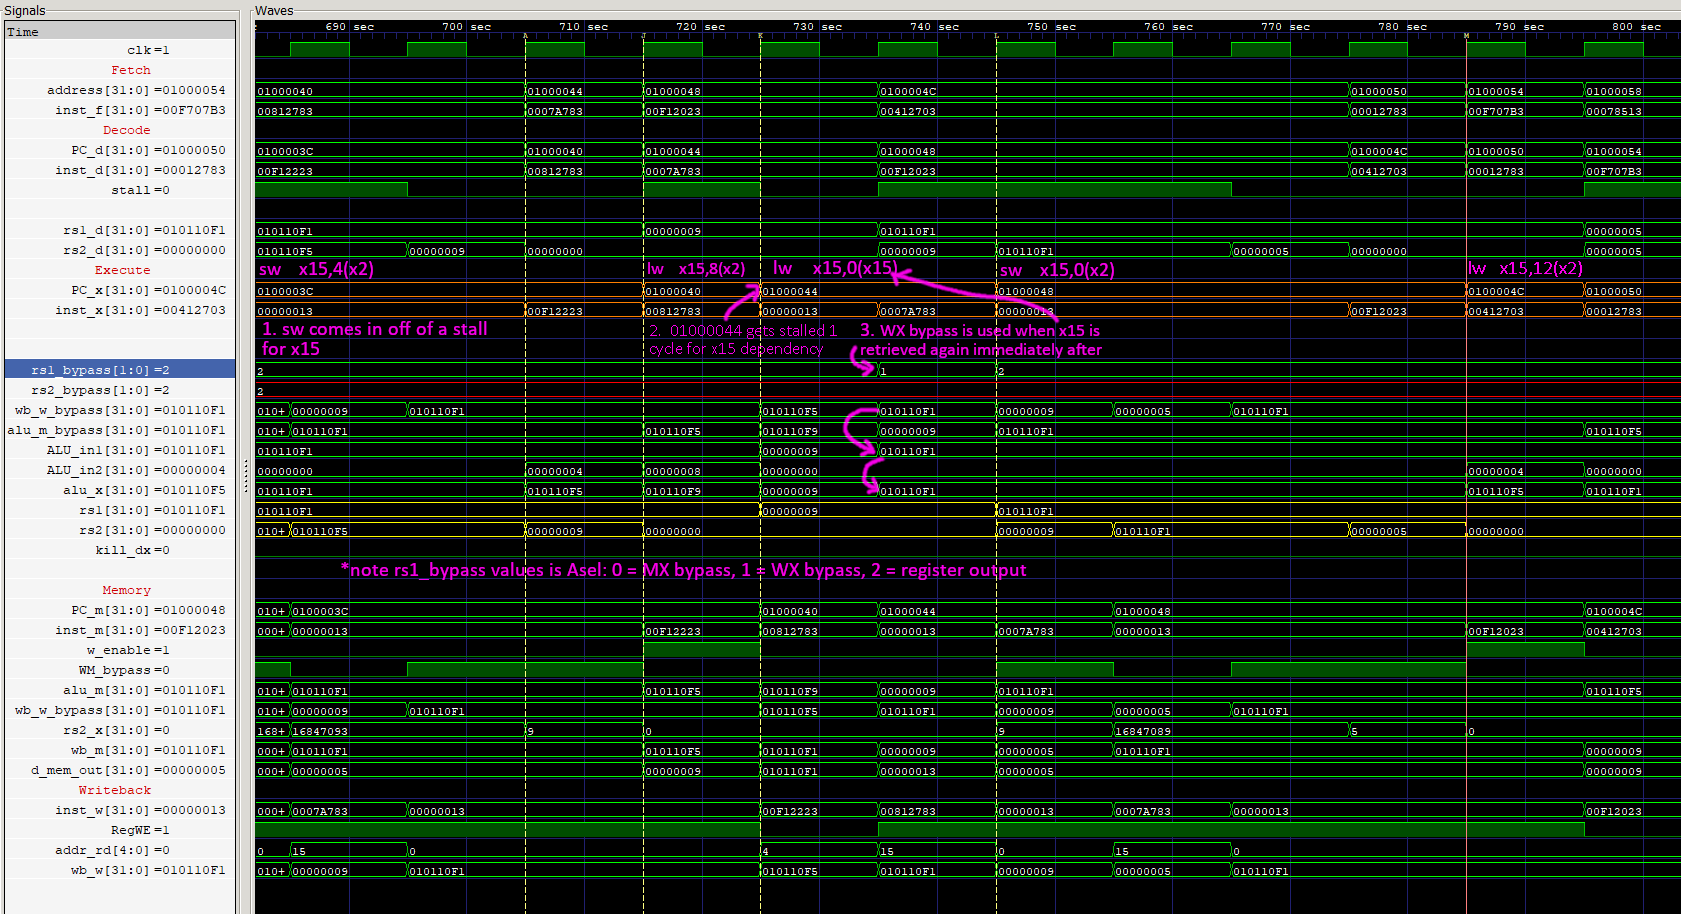 Signals
Waves
Time
690 sec 700 sec 710 sec 720 sec 730 sec 740 sec 750 sec 760 sec 770 sec 780 sec 790 sec 800 sec
clk=1
Fetch
address[31:0]=01000054 01000040 01000044 01000048 0100004C 01000050 01000054 01000058
inst_f[31:0]=00F707B3 00812783 0007A783 00F12023 00412703 00012783 00F707B3 00078513
Decode
PC_d[31:0]=01000050 0100003C 01000040 01000044 01000048 0100004C 01000050 01000054
inst_d[31:0]=00012783 00F12223 00812783 0007A783 00F12023 00412703 00012783 00F707B3
stall=0
rs1_d[31:0]=010110F1 010110F1 00000009 010110F1 00000005
rs2_d[31:0]=00000000 010110F5 00000009 00000000 00000009 010110F1 00000005 00000000 00000005
Execute sw x15,4(x2) lw x15,8(x2) lw x15,0(x15) sw x15,0(x2) lw x15,12(x2)
PC_x[31:0]=0100004C 0100003C 01000040 01000044 01000048 0100004C 01000050
inst_x[31:0]=00412703 00000013 00F12223 00812783 00000013 0007A783 00000013 00F12023 00412703 00012783
1. sw comes in off of a stall
for x15
2. 01000044 gets stalled 1
cycle for x15 dependency
3. WX bypass is used when x15 is
retrieved again immediately after
rs1_bypass[1:0]=2 2 1 2
rs2_bypass[1:0]=2 2
wb_w_bypass[31:0]=010110F1 010+ 00000009 010110F1 010110F5 010110F1 00000009 00000005 010110F1
alu_m_bypass[31:0]=010110F1 010+ 010110F1 010110F5 010110F9 00000009 010110F1 010110F5
ALU_in1[31:0]=010110F1 010110F1 00000009 010110F1
ALU_in2[31:0]=00000004 00000000 00000004 00000008 00000000 00000004 00000000
alu_x[31:0]=010110F5 010110F1 010110F5 010110F9 00000009 010110F1 010110F5 010110F1
rs1[31:0]=010110F1 010110F1 00000009 010110F1
rs2[31:0]=00000000 010+ 010110F5 00000009 00000000 00000009 010110F1 00000005 00000000
kill_dx=0
*note rs1_bypass values is Asel: 0 = MX bypass, 1 = WX bypass, 2 = register output
Memory
PC_m[31:0]=01000048 010+ 0100003C 01000040 01000044 01000048 0100004C
inst_m[31:0]=00F12023 000+ 00000013 00F12223 00812783 00000013 0007A783 00000013 00F12023 00412703
w_enable=1
WM_bypass=0
alu_m[31:0]=010110F1 010+ 010110F1 010110F5 010110F9 00000009 010110F1 010110F5
wb_w_bypass[31:0]=010110F1 010+ 00000009 010110F1 010110F5 010110F1 00000009 00000005 010110F1
rs2_x[31:0]=0 168+ 16847093 9 0 9 16847089 5 0
wb_m[31:0]=010110F1 000+ 010110F1 010110F5 010110F1 00000009 00000005 010110F1 00000009
d_mem_out[31:0]=00000005 000+ 00000005 00000009 010110F1 00000013 00000005 00000009
Writeback
inst_w[31:0]=00000013 000+ 0007A783 00000013 00F12223 00812783 00000013 0007A783 00000013 00F12023
RegWE=1
addr_rd[4:0]=0 0 15 0 4 15 0 15 0
wb_w[31:0]=010110F1 010+ 00000009 010110F1 010110F5 010110F1 00000009 00000005 010110F1